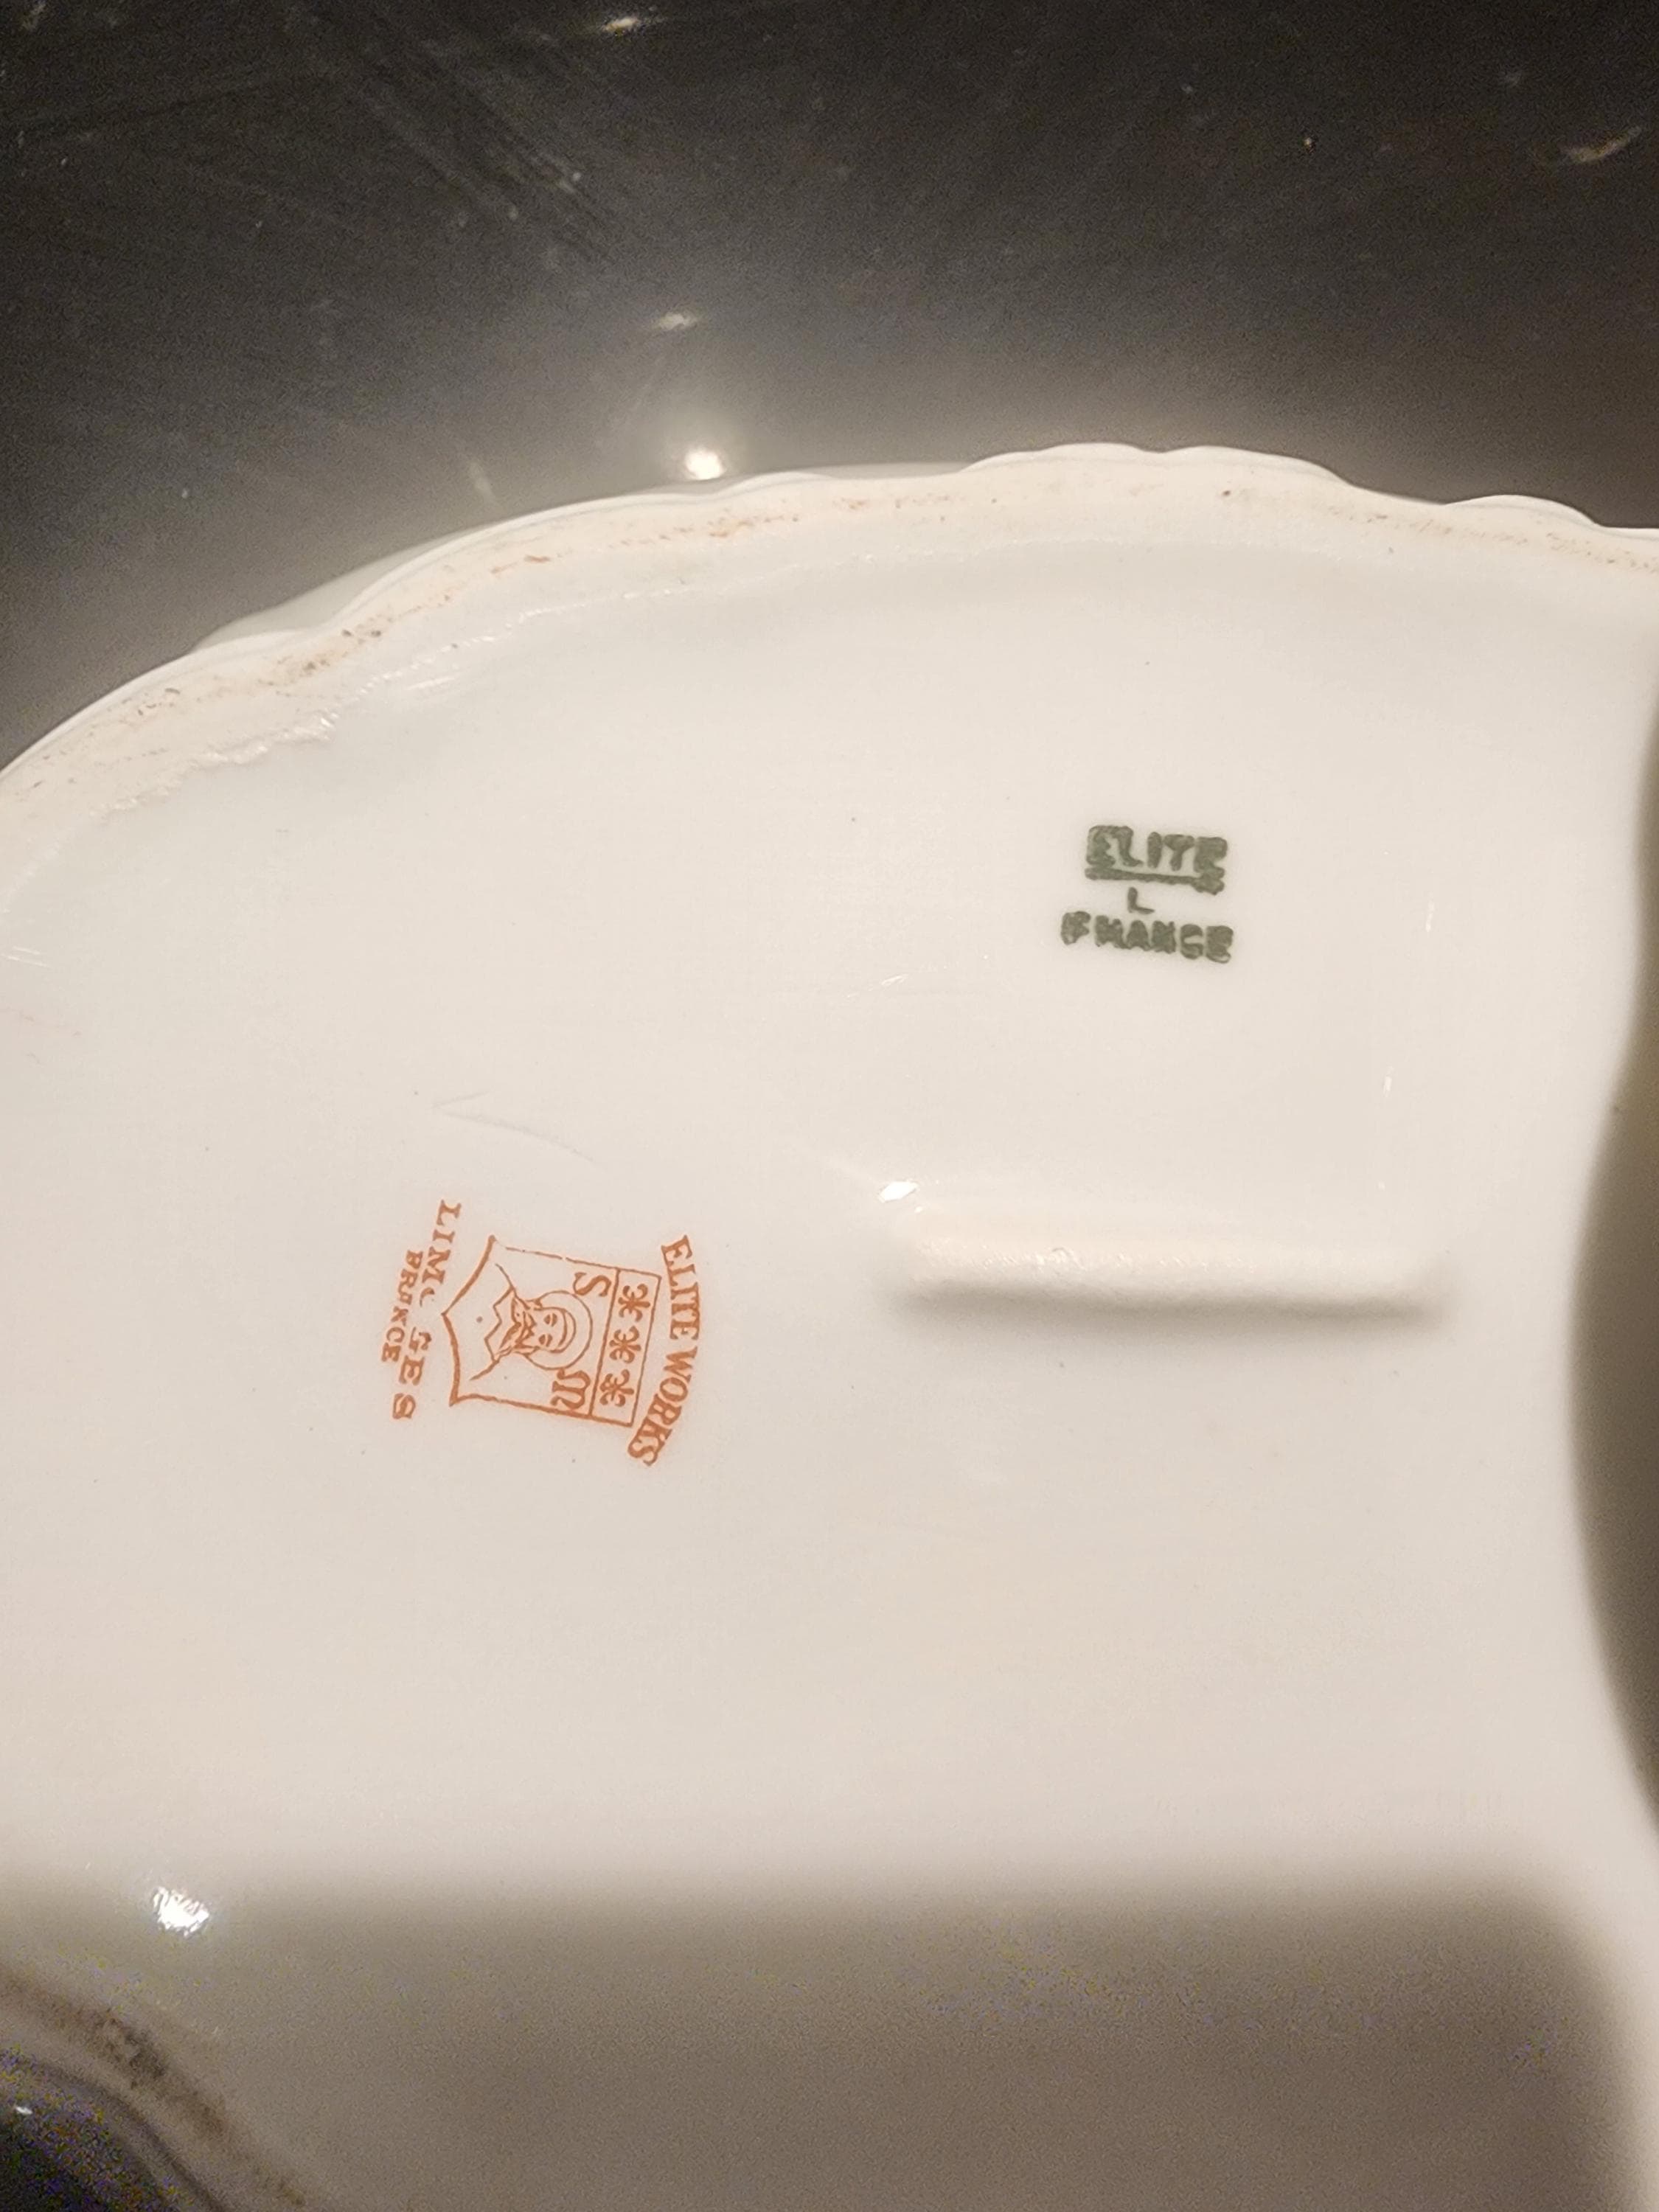 ELITE
L
FRANCE
ELITE WORKS
S M
LIMOGES
FRANCE